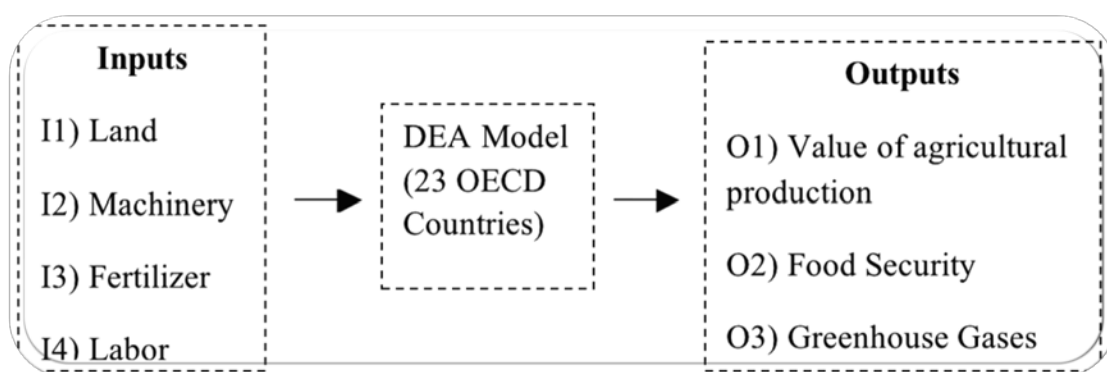 Inputs
I1) Land
I2) Machinery
I3) Fertilizer
I4) Labor
DEA Model
(23 OECD
Countries)
Outputs
O1) Value of agricultural
production
O2) Food Security
O3) Greenhouse Gases